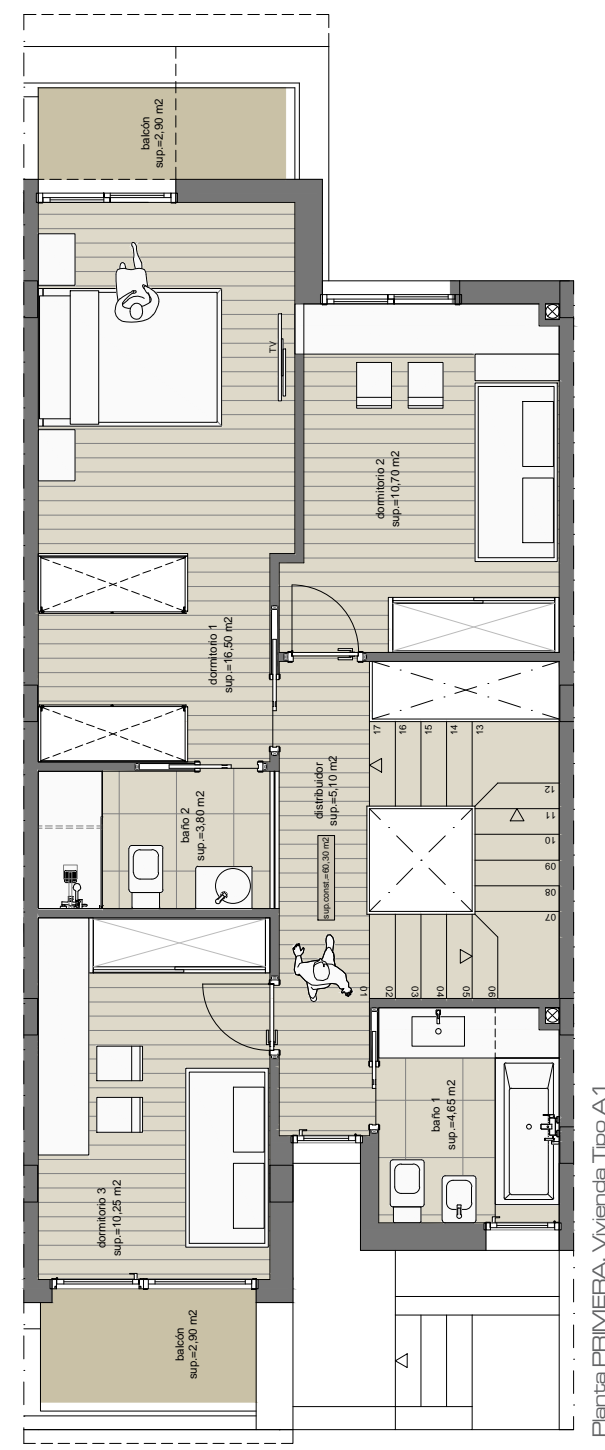 balcón
sup.=2,90 m2
TV
dormitorio 2
sup.=10,70 m2
dormitorio 1
sup.=16,50 m2
17
16
15
14
13
12
11
10
09
08
07
distribuidor
sup.=5,10 m2
sup.const.=60,30 m2
baño 2
sup.=3,80 m2
01
02
03
04
05
06
baño 1
sup.=4,65 m2
dormitorio 3
sup.=10,25 m2
balcón
sup.=2,90 m2
Planta PRIMERA. Vivienda Tipo A1